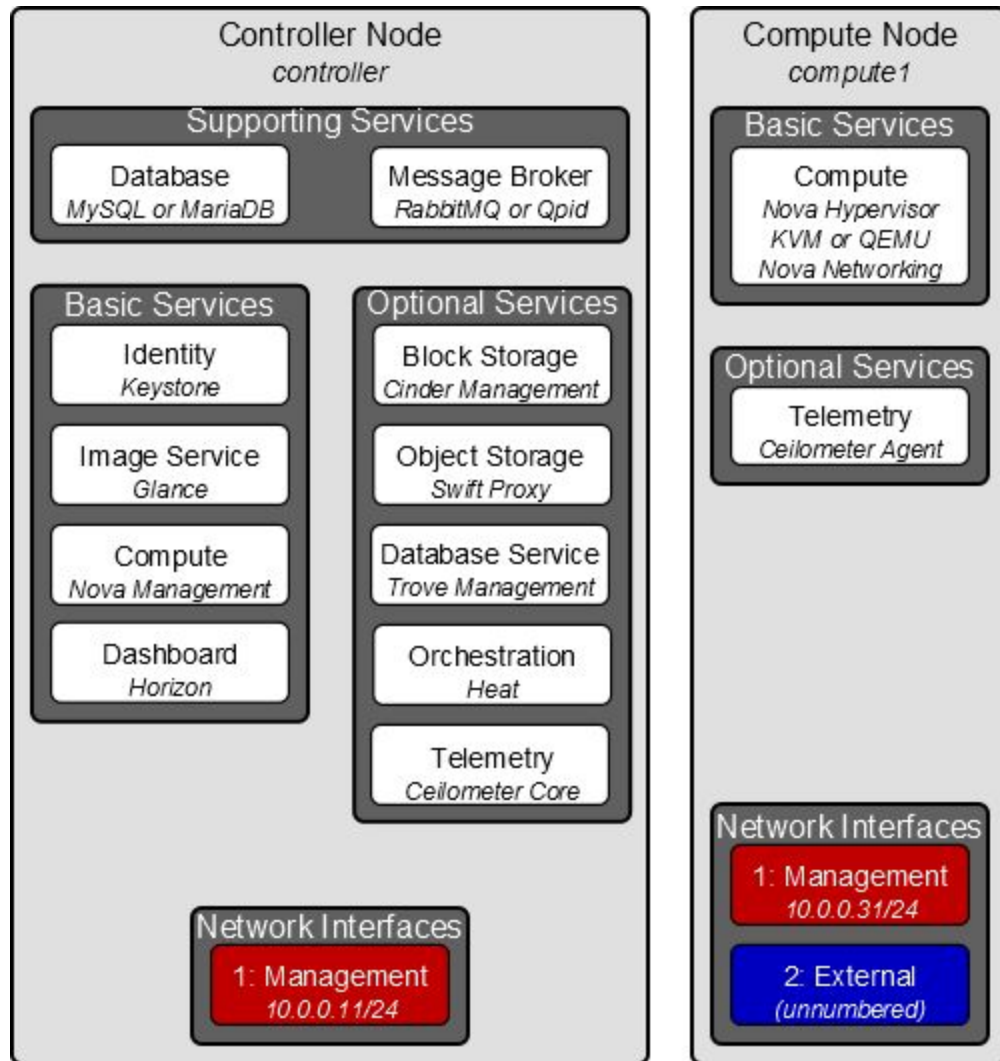 Controller Node
controller
Supporting Services
Database
MySQL or MariaDB
Message Broker
RabbitMQ or Qpid
Basic Services
Identity
Keystone
Image Service
Glance
Compute
Nova Management
Dashboard
Horizon
Optional Services
Block Storage
Cinder Management
Object Storage
Swift Proxy
Database Service
Trove Management
Orchestration
Heat
Telemetry
Ceilometer Core
Network Interfaces
1: Management
10.0.0.11/24
Compute Node
compute1
Basic Services
Compute
Nova Hypervisor
KVM or QEMU
Nova Networking
Optional Services
Telemetry
Ceilometer Agent
Network Interfaces
1: Management
10.0.0.31/24
2: External
(unnumbered)